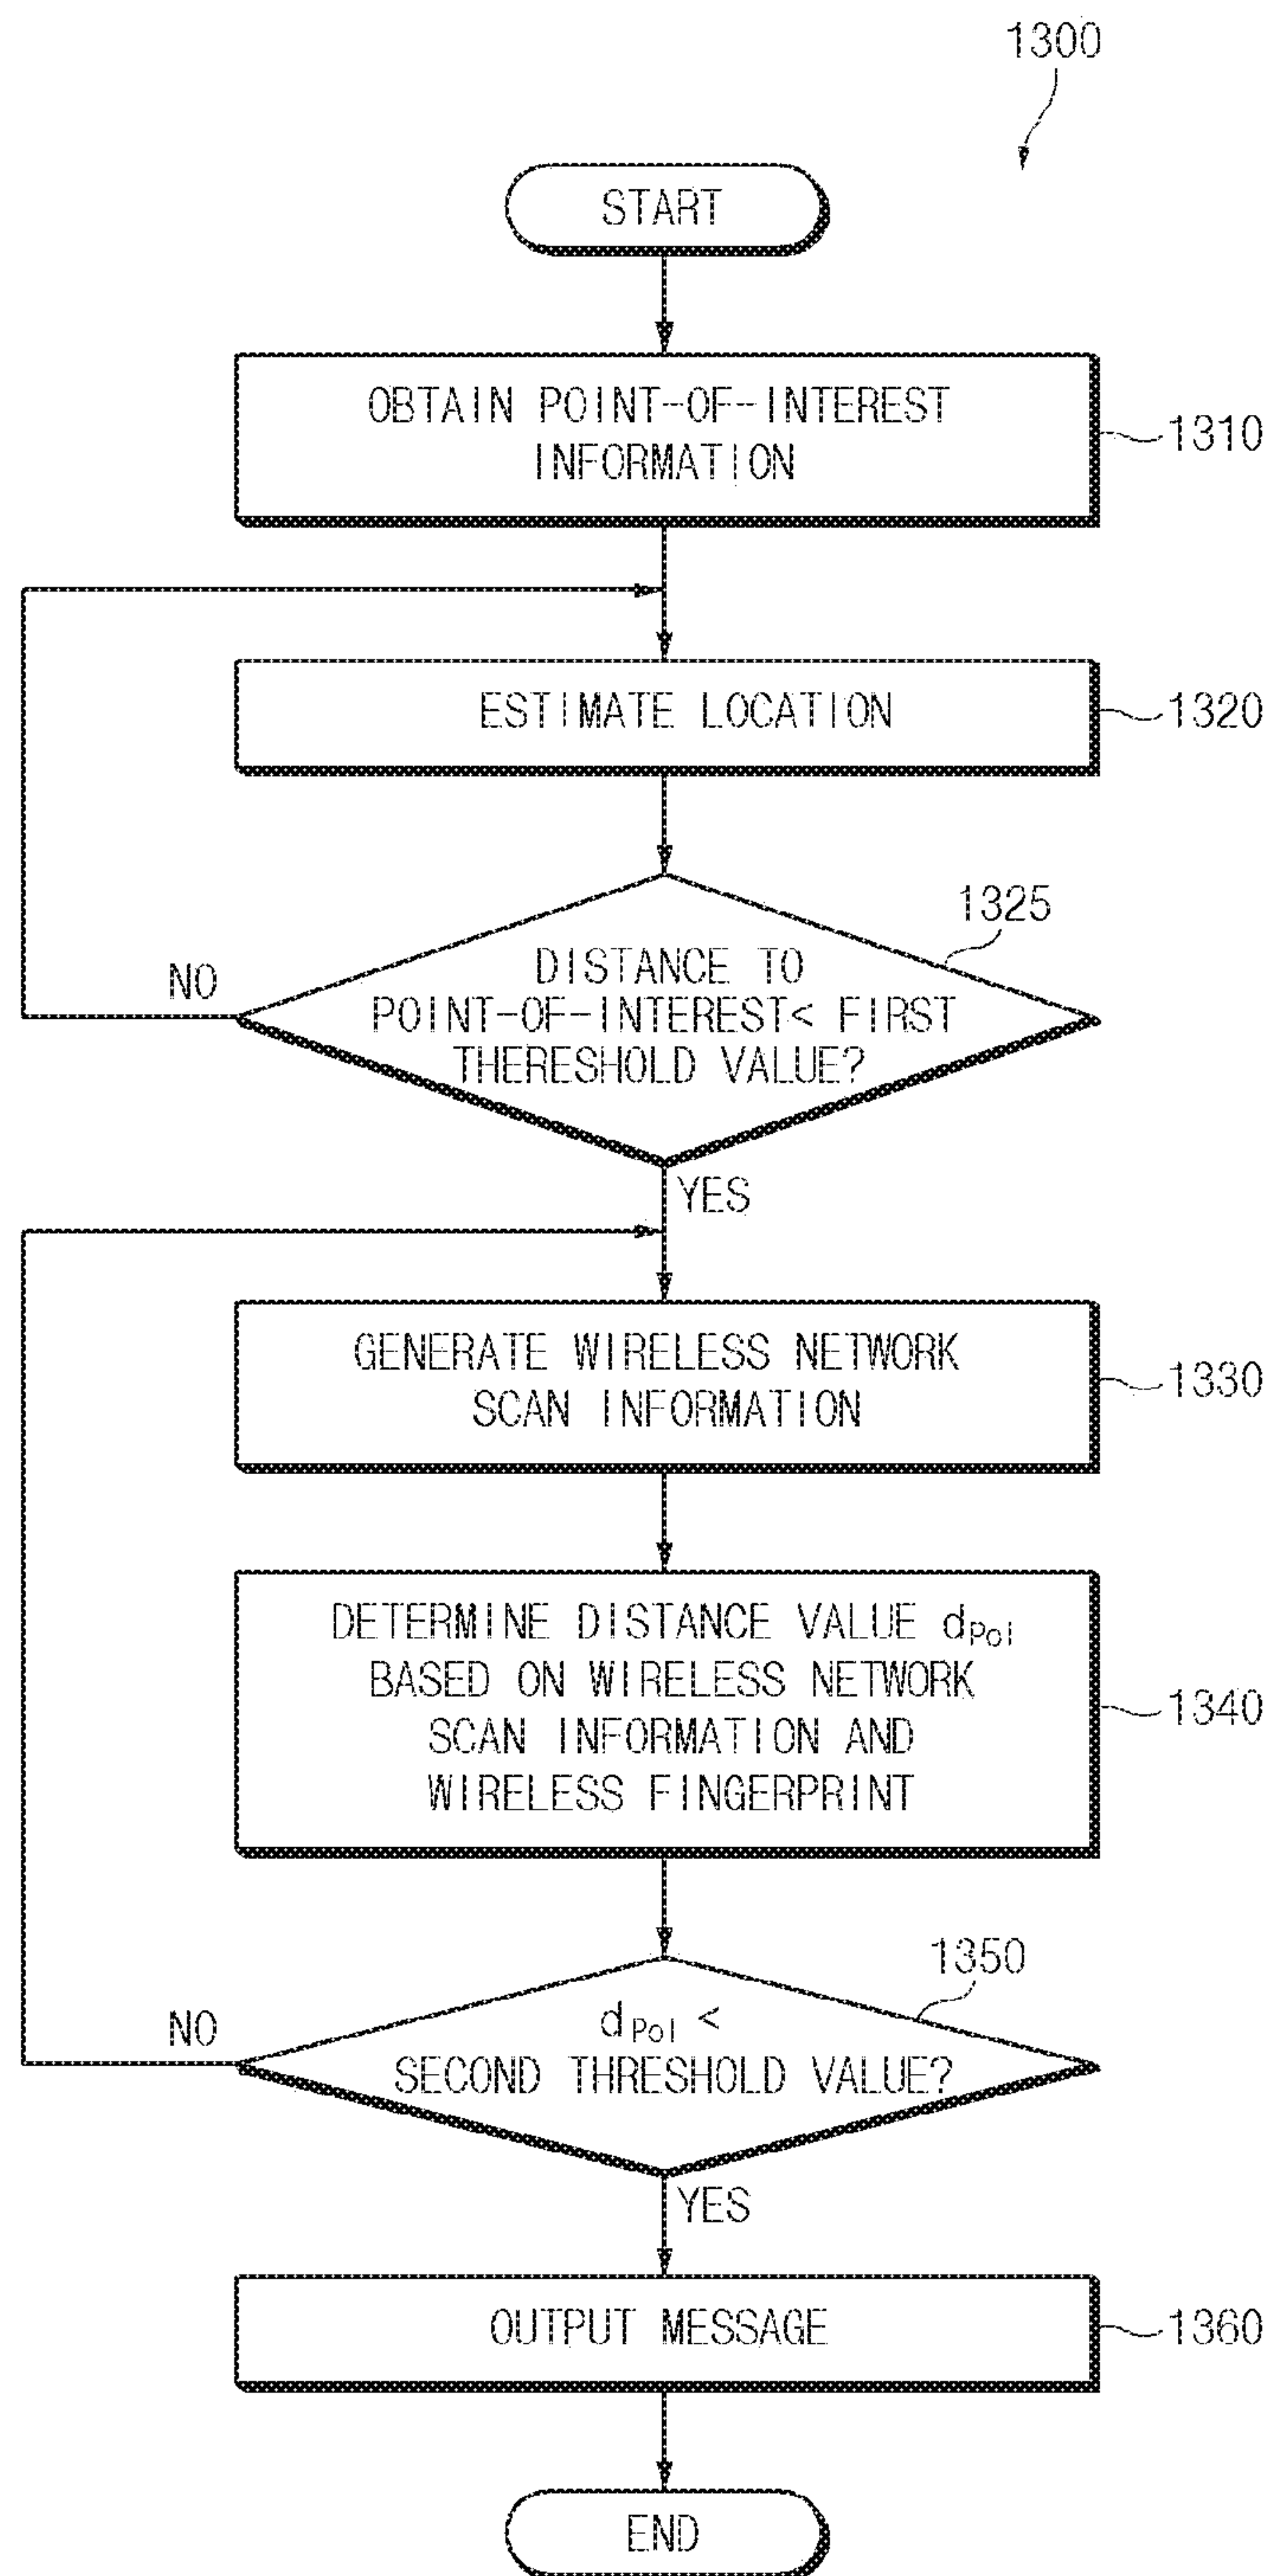 1300
START
OBTAIN POINT-OF-INTEREST
INFORMATION
1310
ESTIMATE LOCATION
1320
1325
DISTANCE TO
POINT-OF-INTEREST< FIRST
THERESHOLD VALUE?
NO
YES
GENERATE WIRELESS NETWORK
SCAN INFORMATION
1330
DETERMINE DISTANCE VALUE dPoI
BASED ON WIRELESS NETWORK
SCAN INFORMATION AND
WIRELESS FINGERPRINT
1340
1350
dPoI <
SECOND THRESHOLD VALUE?
NO
YES
OUTPUT MESSAGE
1360
END